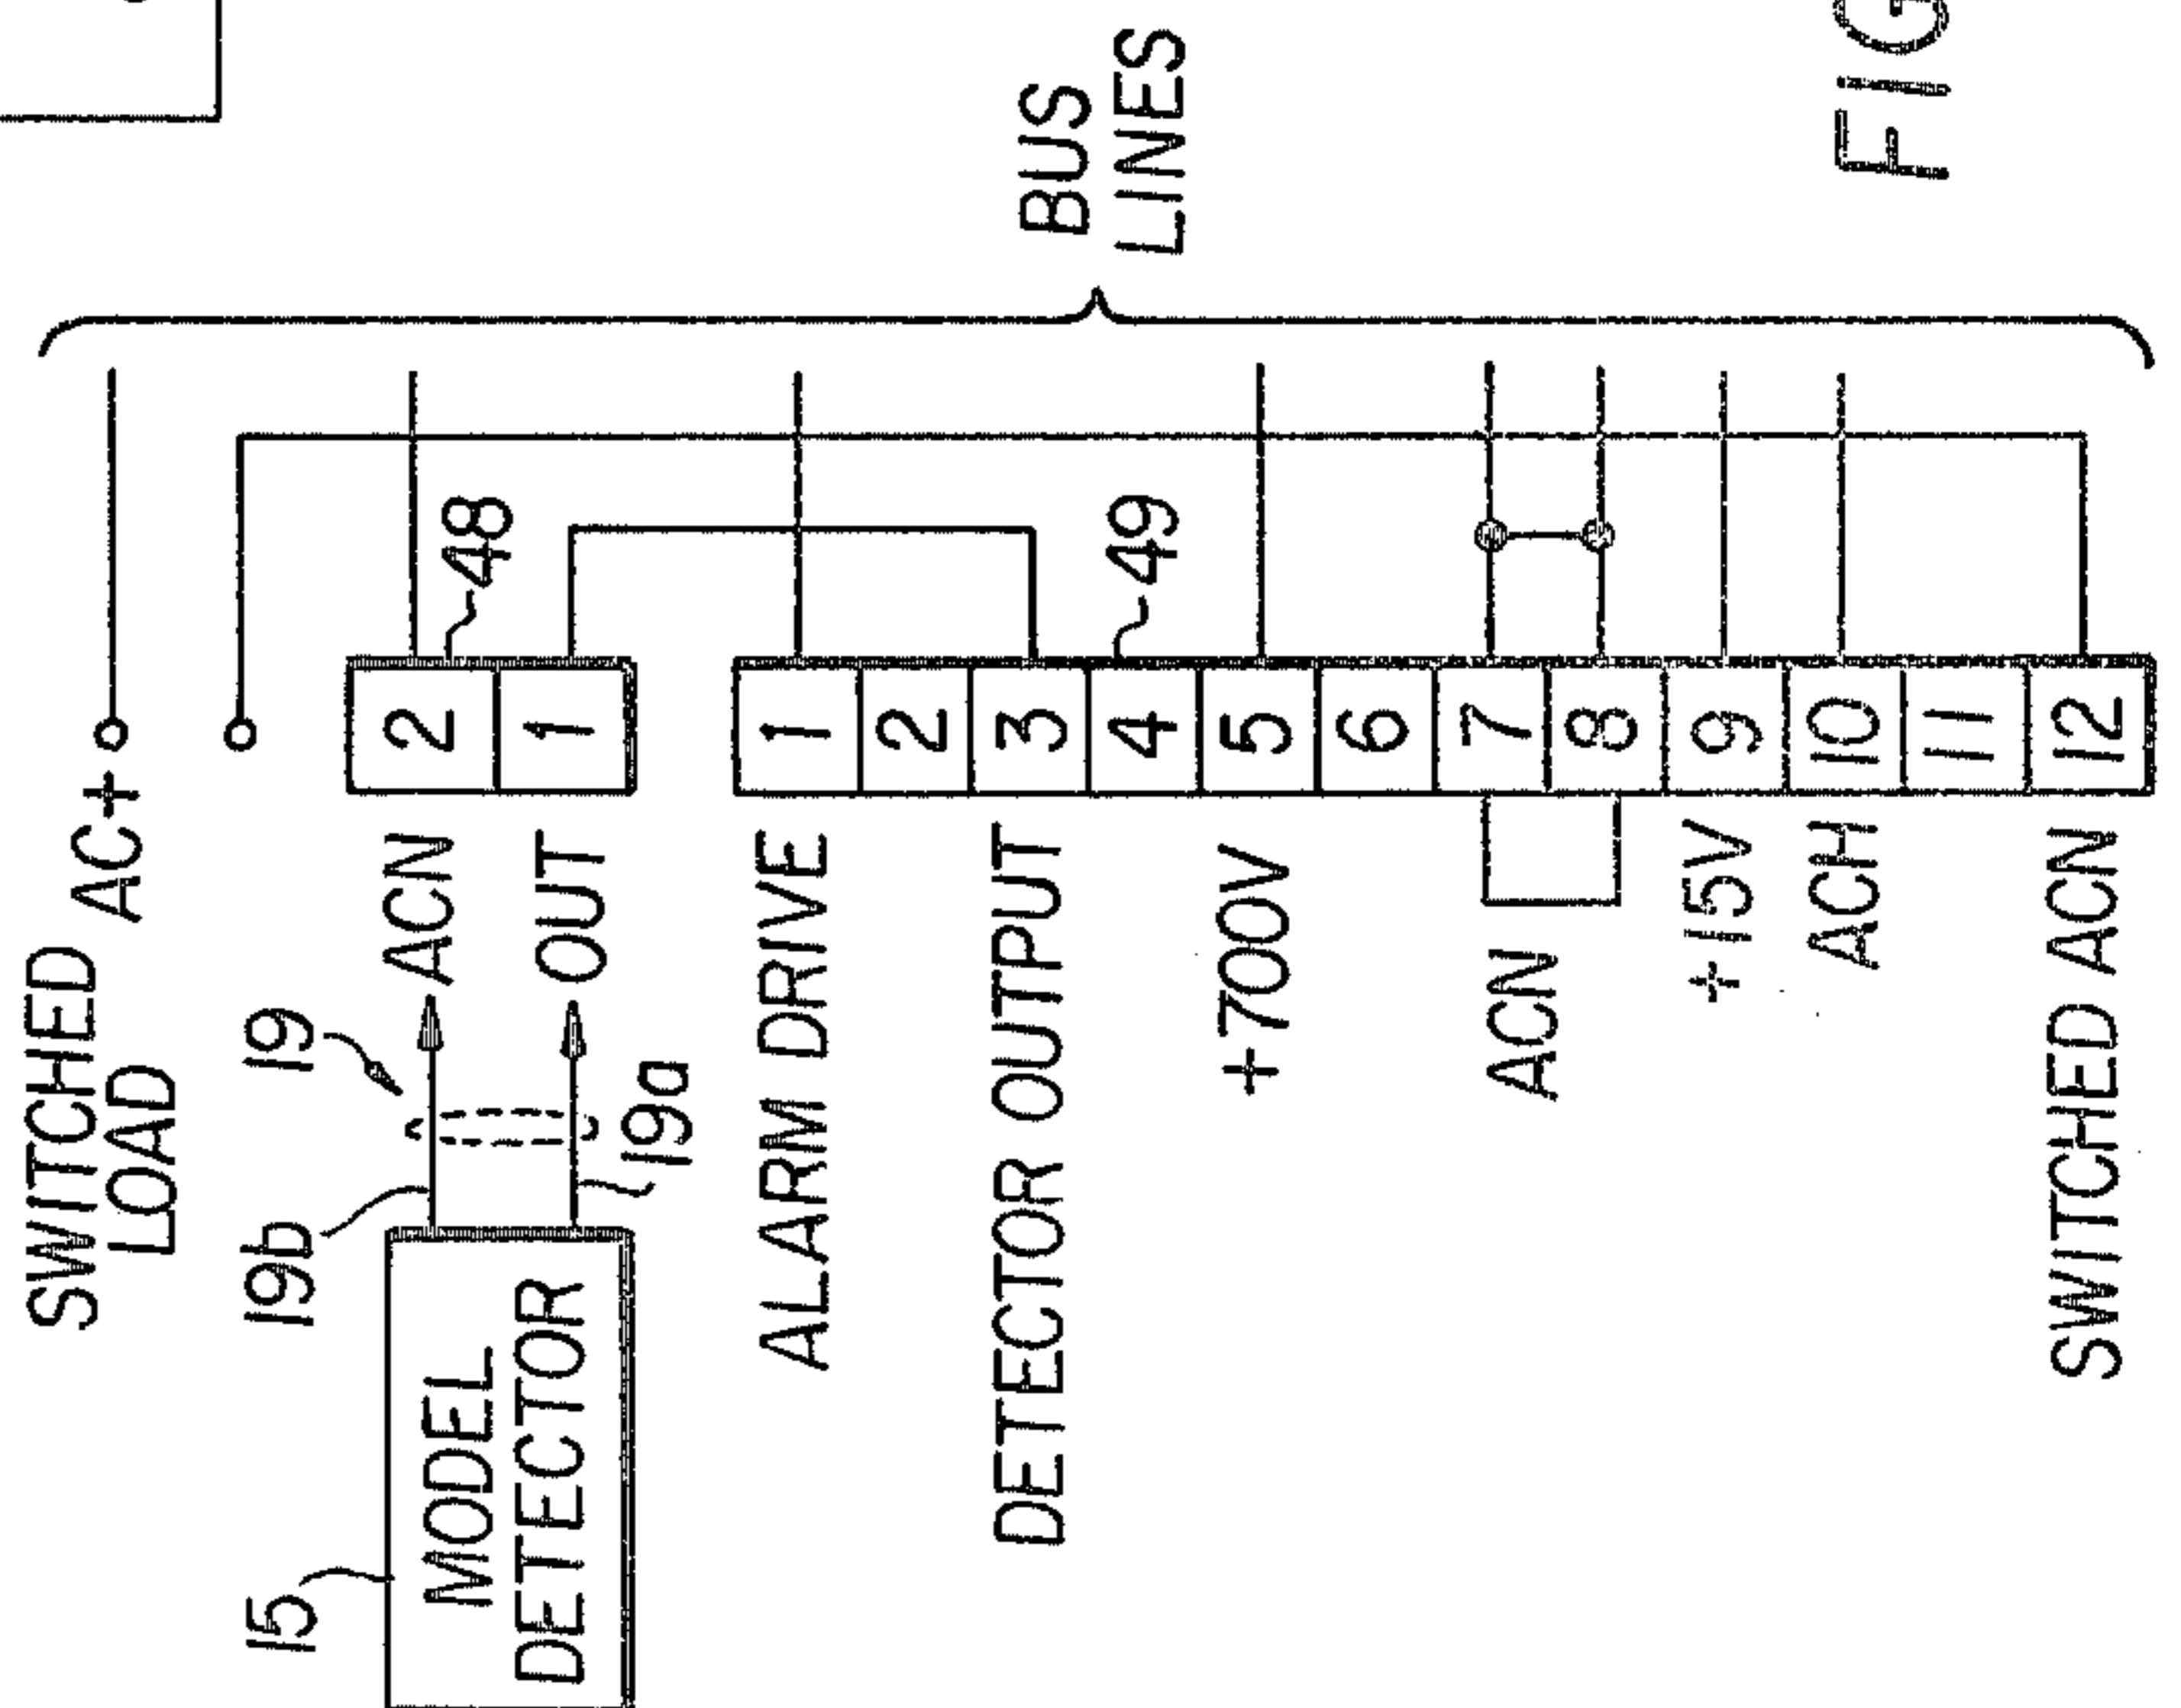 SWITCHED
LOAD
AC+
19
19b
19a
15
MODEL
DETECTOR
ACN
OUT
2
1
48
ALARM DRIVE
DETECTOR OUTPUT
+700V
ACN
+15V
ACH
SWITCHED ACN
1
2
3
4
5
6
7
8
9
10
11
12
49
BUS
LINES
FIG